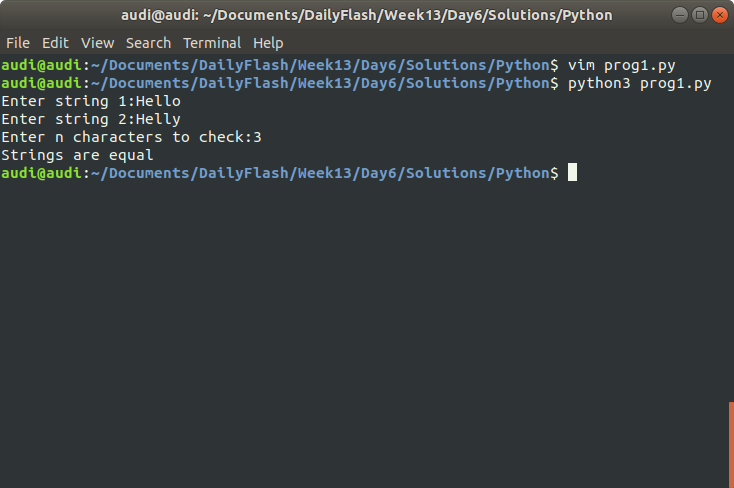 audi@audi: ~/Documents/DailyFlash/Week13/Day6/Solutions/Python
File Edit View Search Terminal Help
audi@audi:~/Documents/DailyFlash/Week13/Day6/Solutions/Python$ vim prog1.py
audi@audi:~/Documents/DailyFlash/Week13/Day6/Solutions/Python$ python3 prog1.py
Enter string 1:Hello
Enter string 2:Helly
Enter n characters to check:3
Strings are equal
audi@audi:~/Documents/DailyFlash/Week13/Day6/Solutions/Python$